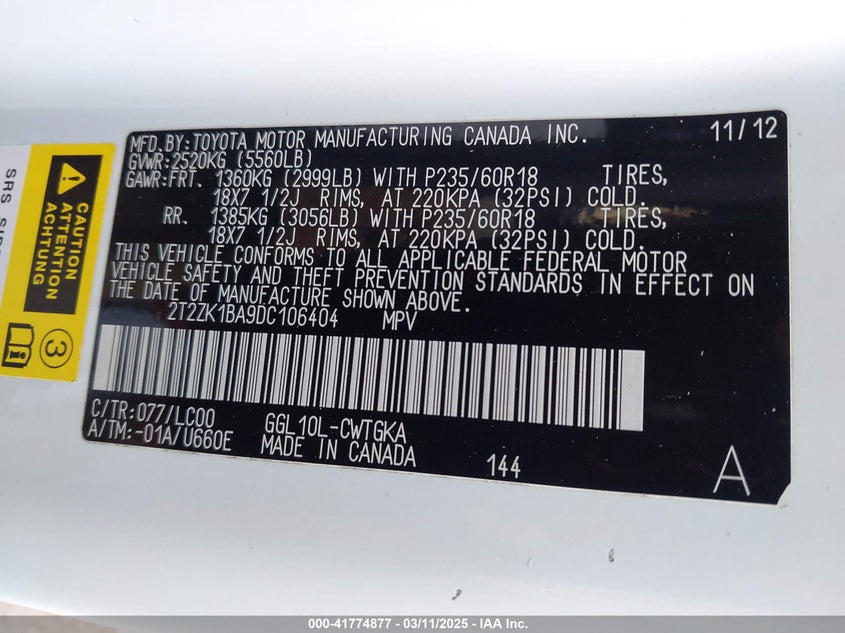 MFD. BY: TOYOTA MOTOR MANUFACTURING CANADA INC. 11/12
GVWR: 2520KG (5560LB)
GAWR: FRT. 1360KG (2999LB) WITH P235/60R18 TIRES,
18X7 1/2J RIMS, AT 220KPA (32PSI) COLD.
RR. 1385KG (3056LB) WITH P235/60R18 TIRES,
18X7 1/2J RIMS, AT 220KPA (32PSI) COLD.
THIS VEHICLE CONFORMS TO ALL APPLICABLE FEDERAL MOTOR
VEHICLE SAFETY AND THEFT PREVENTION STANDARDS IN EFFECT ON
THE DATE OF MANUFACTURE SHOWN ABOVE.
2T2ZK1BA9DC106404 MPV
C/TR: 077/LC00 GGL10L-CWTGKA
A/TM: -01A/U660E MADE IN CANADA 144 A
CAUTION
ATTENTION
ACHTUNG
3
i
SRS
000-41774877 - 03/11/2025 - IAA Inc.